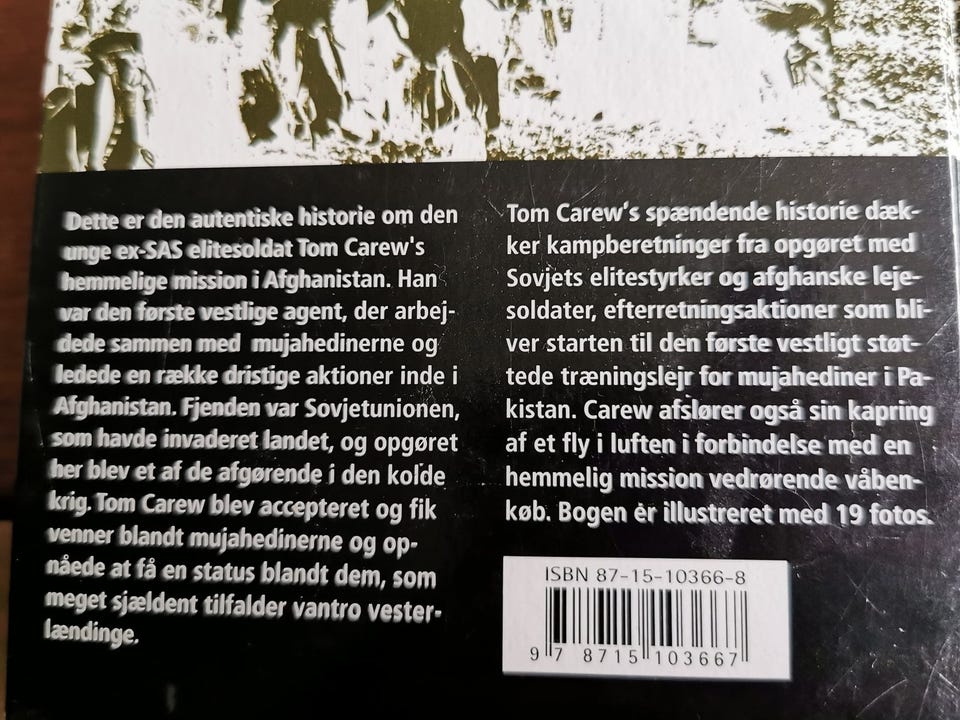 Dette er den autentiske historie om den
unge ex-SAS elitesoldat Tom Carew's
hemmelige mission i Afghanistan. Han
var den første vestlige agent, der arbej-
dede sammen med mujahedinerne og
ledede en række dristige aktioner inde i
Afghanistan. Fjenden var Sovjetunionen,
som havde invaderet landet, og opgøret
her blev et af de afgørende i den kolde
krig. Tom Carew blev accepteret og fik
venner blandt mujahedinerne og op-
nåede at få en status blandt dem, som
meget sjældent tilfalder vantro vester-
lændinge.
Tom Carew's spændende historie dæk-
ker kampberetninger fra opgøret med
Sovjets elitestyrker og afghanske leje-
soldater, efterretningsaktioner som bli-
ver starten til den første vestligt støt-
tede træningslejr for mujahediner i Pa-
kistan. Carew afslører også sin kapring
af et fly i luften i forbindelse med en
hemmelig mission vedrørende våben-
køb. Bogen er illustreret med 19 fotos.
ISBN 87-15-10366-8
9 788715 103667